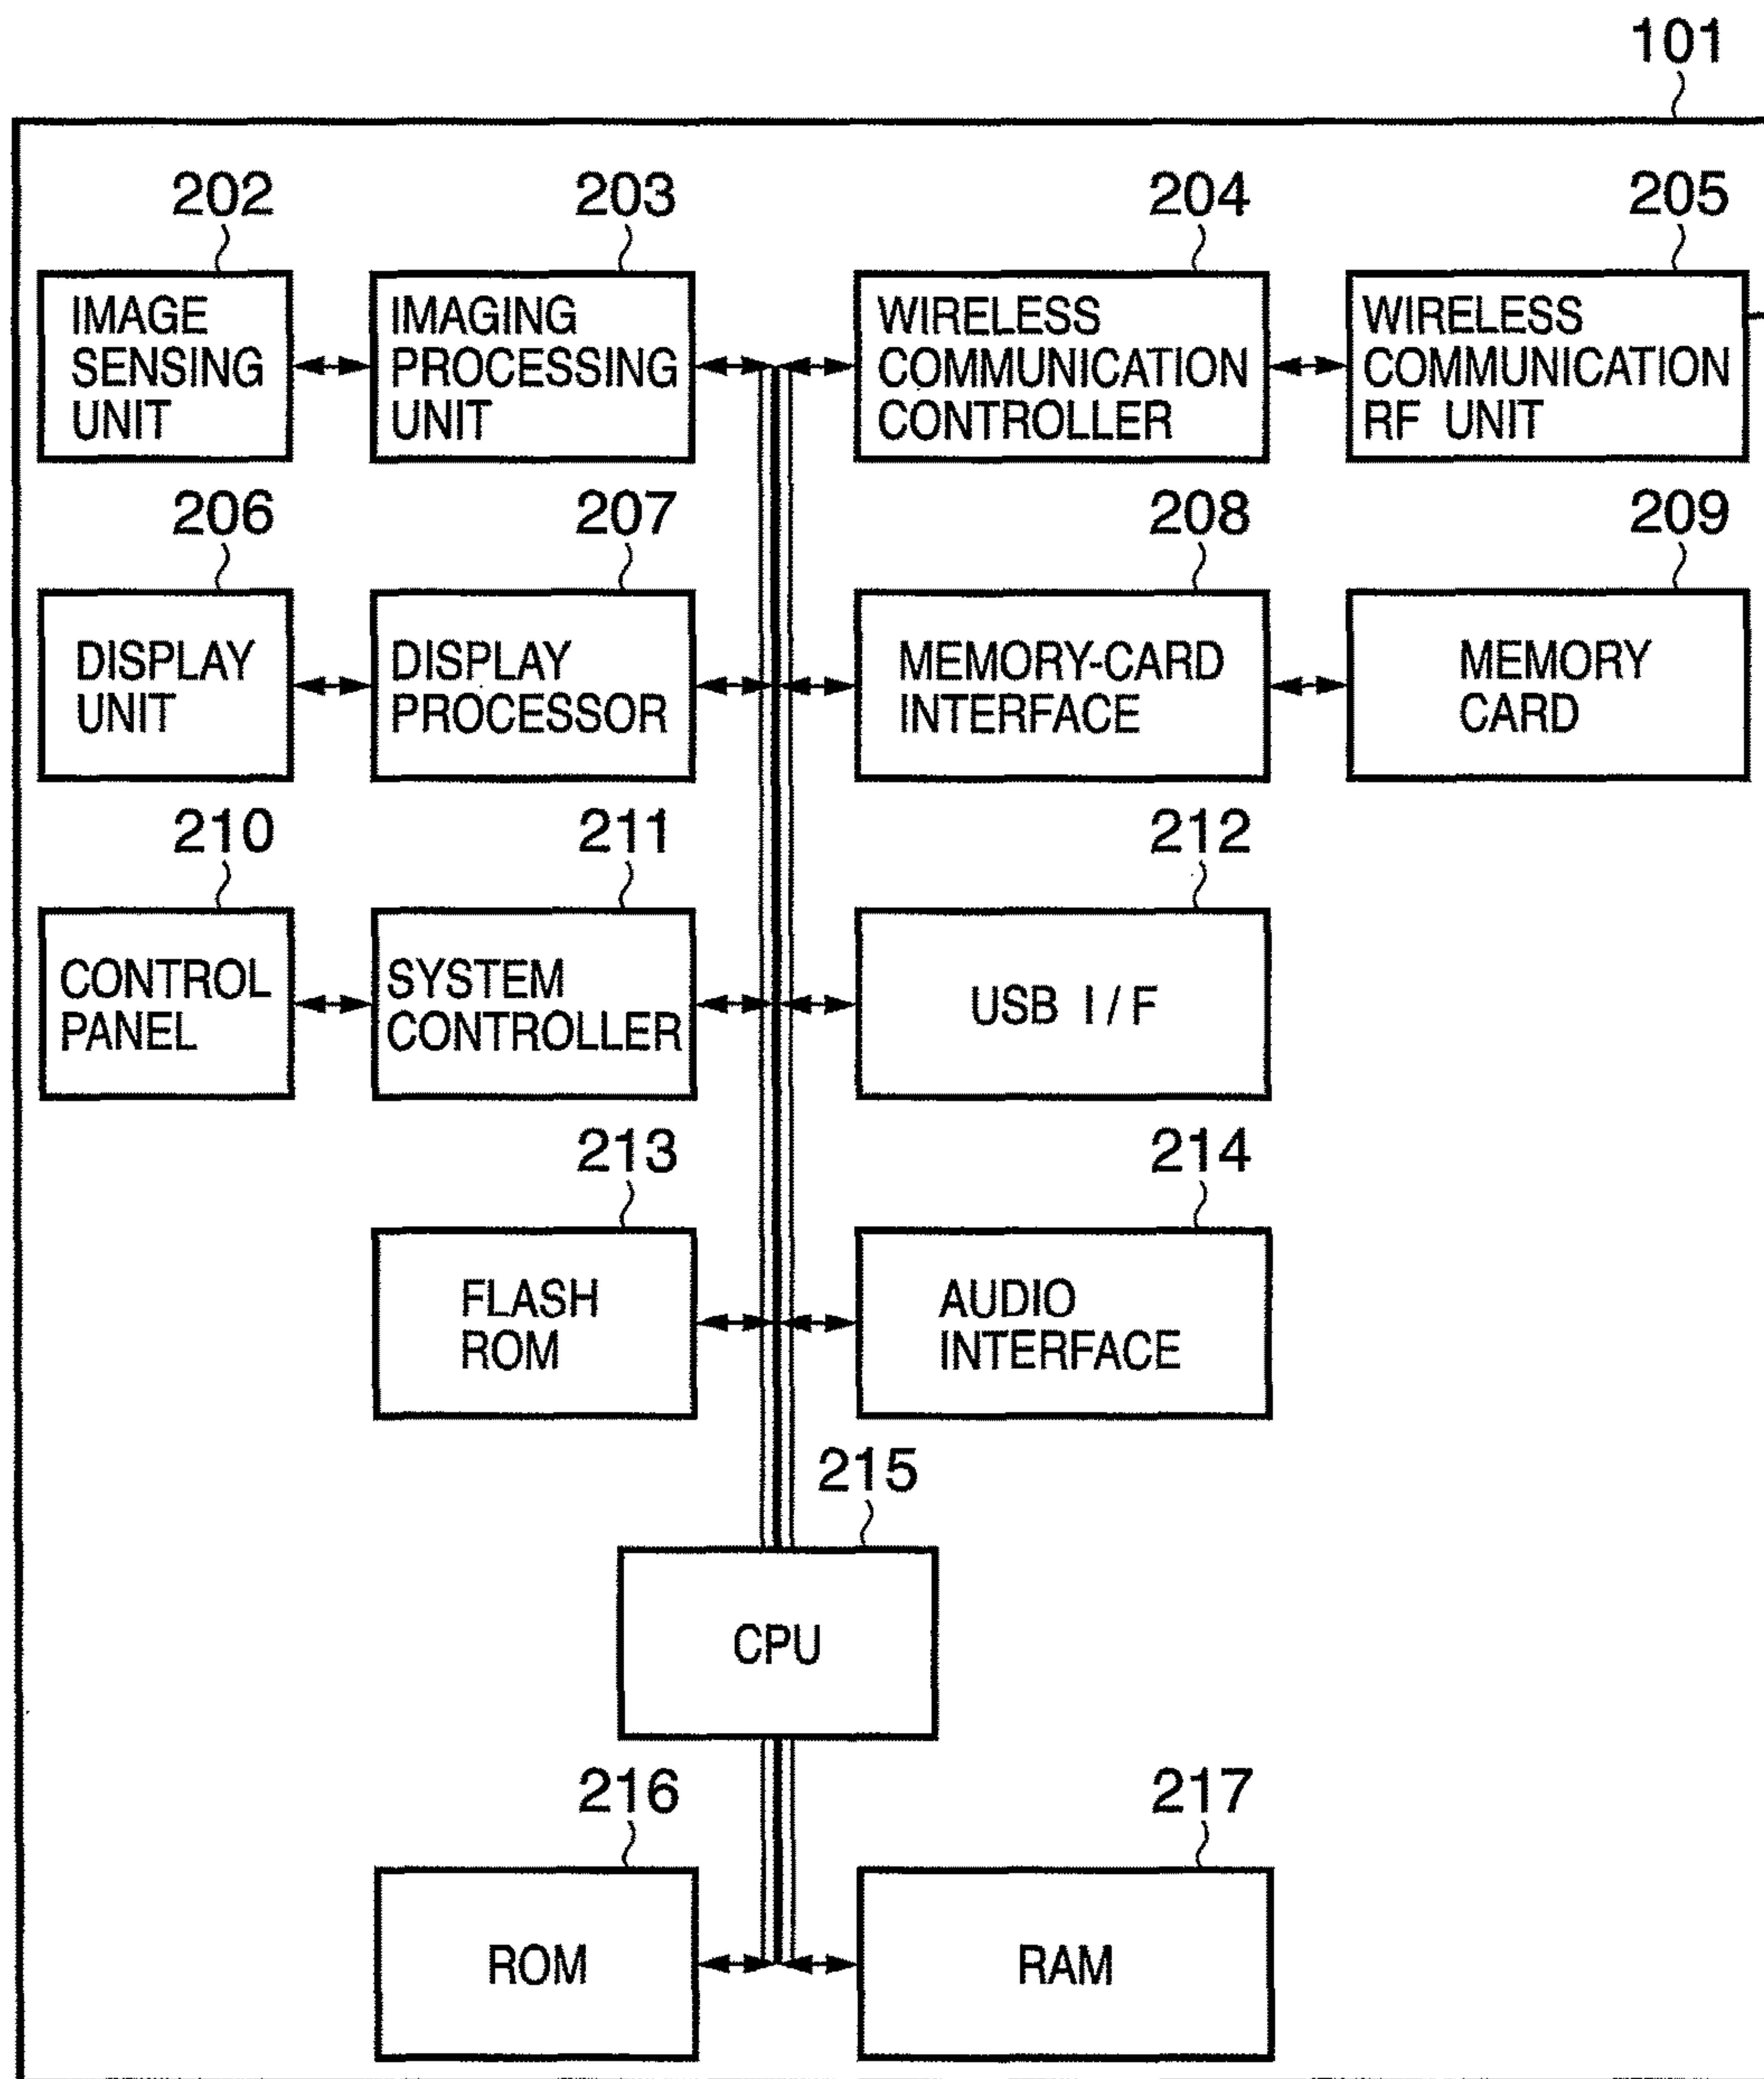 101
202
203
204
205
IMAGE
SENSING
UNIT
IMAGING
PROCESSING
UNIT
WIRELESS
COMMUNICATION
CONTROLLER
WIRELESS
COMMUNICATION
RF UNIT
206
207
208
209
DISPLAY
UNIT
DISPLAY
PROCESSOR
MEMORY-CARD
INTERFACE
MEMORY
CARD
210
211
212
CONTROL
PANEL
SYSTEM
CONTROLLER
USB I / F
213
214
FLASH
ROM
AUDIO
INTERFACE
215
CPU
216
217
ROM
RAM